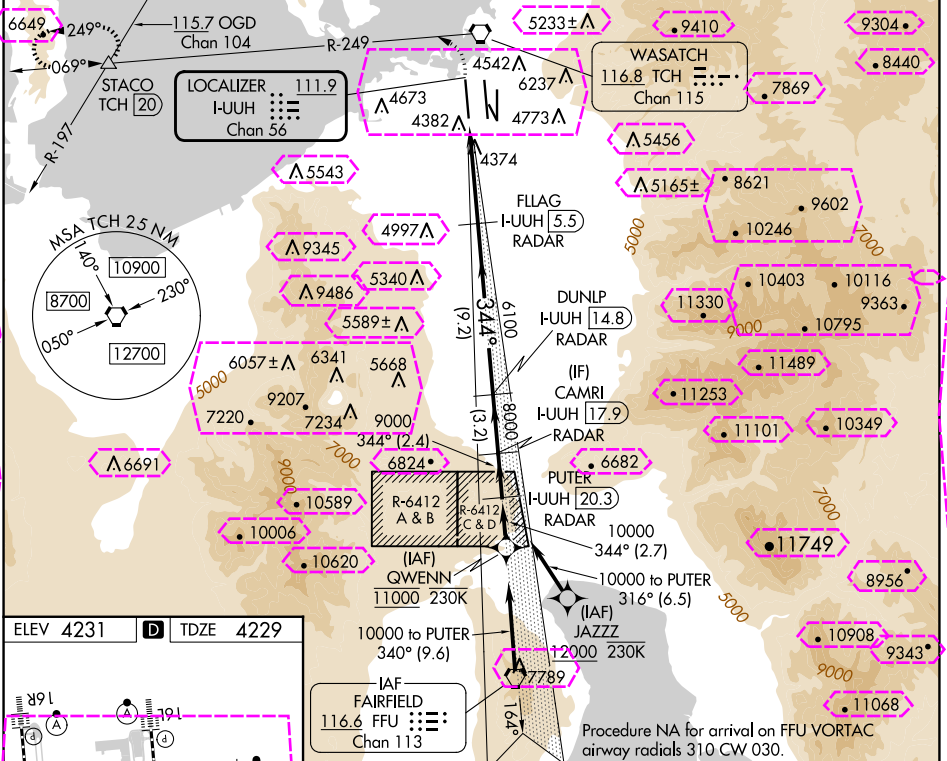 6649
249°
069°
115.7 OGD
Chan 104
R-249
STACO
TCH 20
R-197
LOCALIZER 111.9
I-UUH
Chan 56
5233±
9410
9304
8440
WASATCH
116.8 TCH
Chan 115
7869
4542
6237
4673
4382
4773
4374
5456
5543
5165±
8621
9602
10246
5000
7000
MSA TCH 25 NM
140°
10900
230°
8700
050°
12700
FLLAG
I-UUH 5.5
RADAR
4997
9345
5340
9486
5589±
344°
(9.2)
6100
DUNLP
I-UUH 14.8
RADAR
10403
10116
9363
10795
11330
9000
6057±
6341
5668
5000
9207
7220
7234
9000
(IF)
CAMRI
I-UUH 17.9
RADAR
(3.2)
8000
11489
11253
11101
10349
6691
7000
9000
344° (2.4)
6824
6682
PUTER
I-UUH 20.3
RADAR
R-6412
A & B
R-6412
C & D
10589
10006
10620
10000
344° (2.7)
7000
11749
8956
(IAF)
QWENN
11000 230K
10000 to PUTER
316° (6.5)
(IAF)
JAZZZ
12000 230K
5000
10000 to PUTER
340° (9.6)
10908
9343
9000
11068
7789
IAF
FAIRFIELD
116.6 FFU
Chan 113
164°
Procedure NA for arrival on FFU VORTAC
airway radials 310 CW 030.
ELEV 4231 D TDZE 4229
16R
A
A
16L
P
P